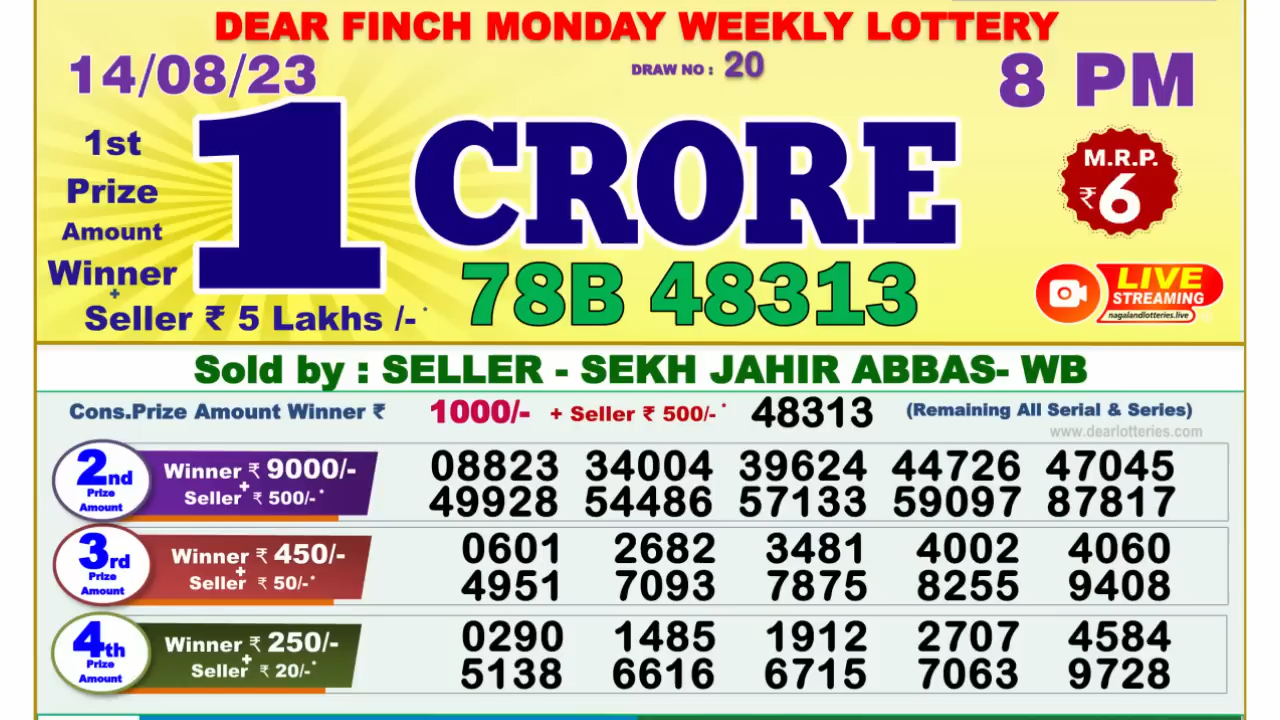 DEAR FINCH MONDAY WEEKLY LOTTERY
14/08/23
DRAW NO : 20
8 PM
1st
Prize
Amount
Winner
+
Seller ₹ 5 Lakhs /-*
1 CRORE
78B 48313
M.R.P.
₹6
LIVE
STREAMING
nagalandlotteries.live
Sold by : SELLER - SEKH JAHIR ABBAS- WB
Cons.Prize Amount Winner ₹ 1000/- + Seller ₹ 500/-* 48313 (Remaining All Serial & Series)
www.dearlotteries.com
2nd
Prize
Amount
Winner ₹ 9000/-
+
Seller ₹ 500/-*
08823 34004 39624 44726 47045
49928 54486 57133 59097 87817
3rd
Prize
Amount
Winner ₹ 450/-
+
Seller ₹ 50/-*
0601 2682 3481 4002 4060
4951 7093 7875 8255 9408
4th
Prize
Amount
Winner ₹ 250/-
+
Seller ₹ 20/-*
0290 1485 1912 2707 4584
5138 6616 6715 7063 9728